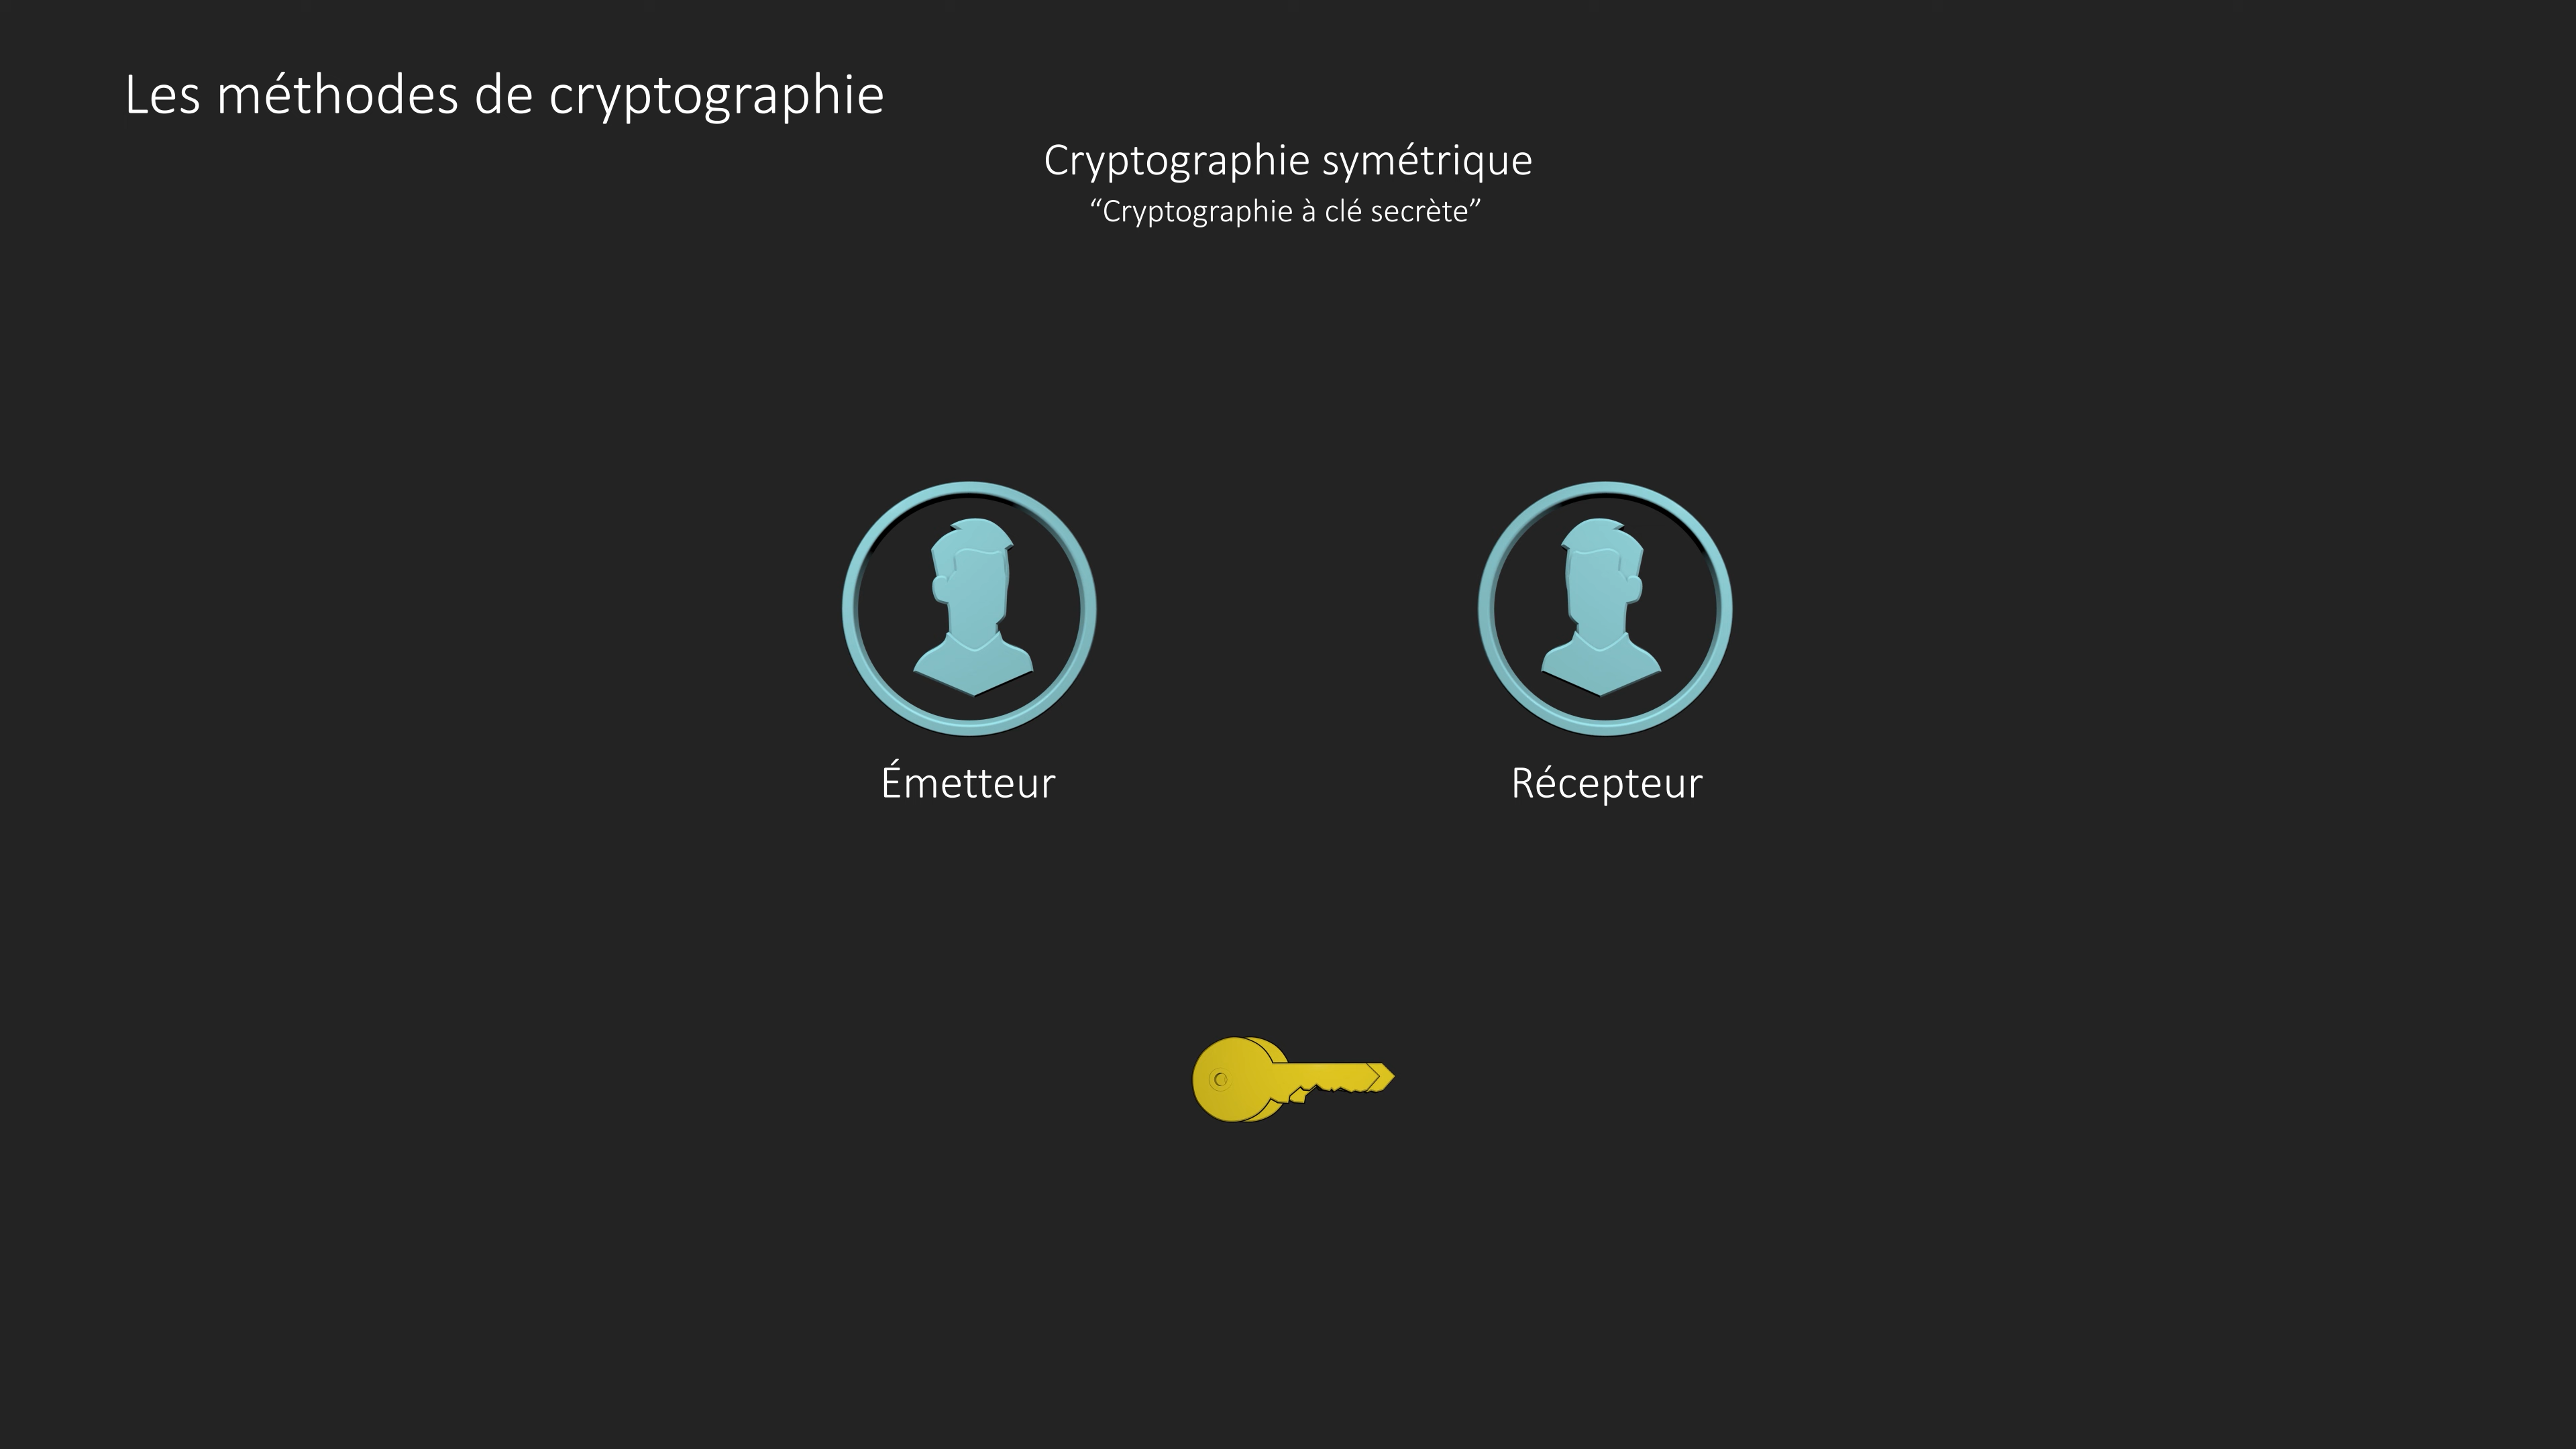 Les méthodes de cryptographie
Cryptographie symétrique
“Cryptographie à clé secrète”
Émetteur
Récepteur